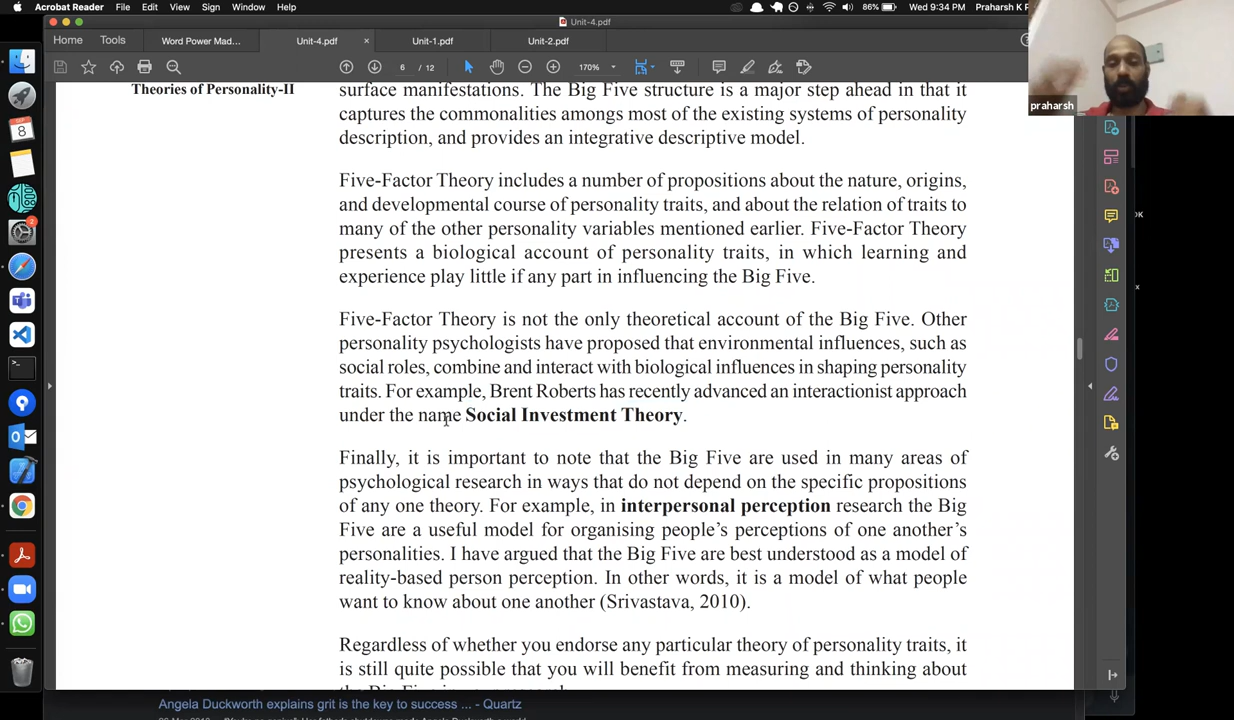 Acrobat Reader File Edit View Sign Window Help 86% Wed 9:34 PM Praharsh K P
Unit-4.pdf
Home Tools Word Power Mad... Unit-4.pdf × Unit-1.pdf Unit-2.pdf
6 / 12 170%
praharsh
SEP
8
2
Theories of Personality-II
surface manifestations. The Big Five structure is a major step ahead in that it
captures the commonalities amongs most of the existing systems of personality
description, and provides an integrative descriptive model.
Five-Factor Theory includes a number of propositions about the nature, origins,
and developmental course of personality traits, and about the relation of traits to
many of the other personality variables mentioned earlier. Five-Factor Theory
presents a biological account of personality traits, in which learning and
experience play little if any part in influencing the Big Five.
Five-Factor Theory is not the only theoretical account of the Big Five. Other
personality psychologists have proposed that environmental influences, such as
social roles, combine and interact with biological influences in shaping personality
traits. For example, Brent Roberts has recently advanced an interactionist approach
under the name Social Investment Theory.
Finally, it is important to note that the Big Five are used in many areas of
psychological research in ways that do not depend on the specific propositions
of any one theory. For example, in interpersonal perception research the Big
Five are a useful model for organising people's perceptions of one another's
personalities. I have argued that the Big Five are best understood as a model of
reality-based person perception. In other words, it is a model of what people
want to know about one another (Srivastava, 2010).
Regardless of whether you endorse any particular theory of personality traits, it
is still quite possible that you will benefit from measuring and thinking about
Angela Duckworth explains grit is the key to success ... - Quartz